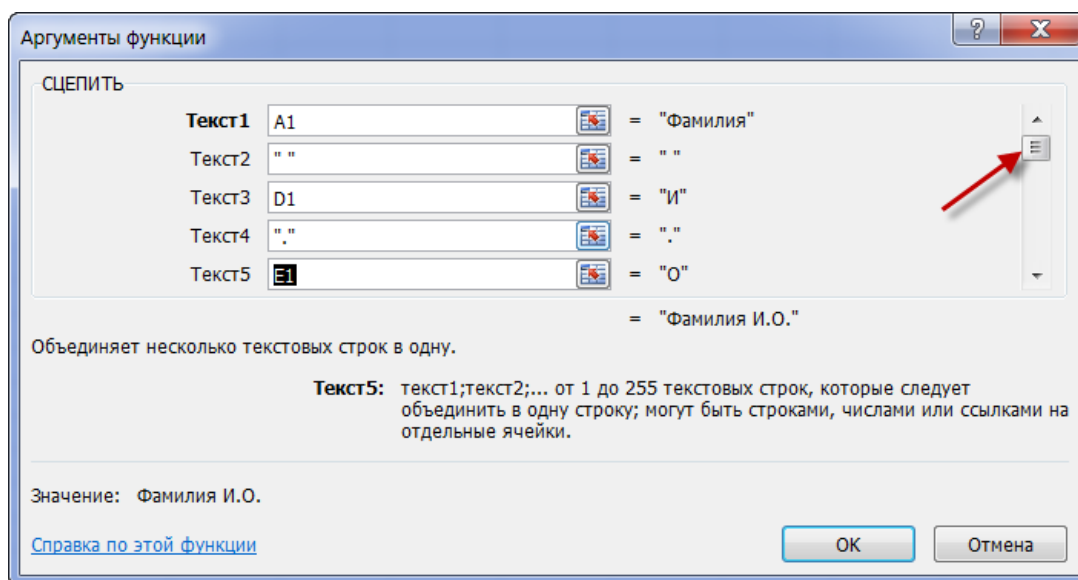 Аргументы функции
СЦЕПИТЬ
Текст1 A1 = "Фамилия"
Текст2 " " = " "
Текст3 D1 = "И"
Текст4 "." = "."
Текст5 E1 = "О"
= "Фамилия И.О."
Объединяет несколько текстовых строк в одну.
Текст5: текст1;текст2;... от 1 до 255 текстовых строк, которые следует
объединить в одну строку; могут быть строками, числами или ссылками на
отдельные ячейки.
Значение: Фамилия И.О.
Справка по этой функции ОК Отмена